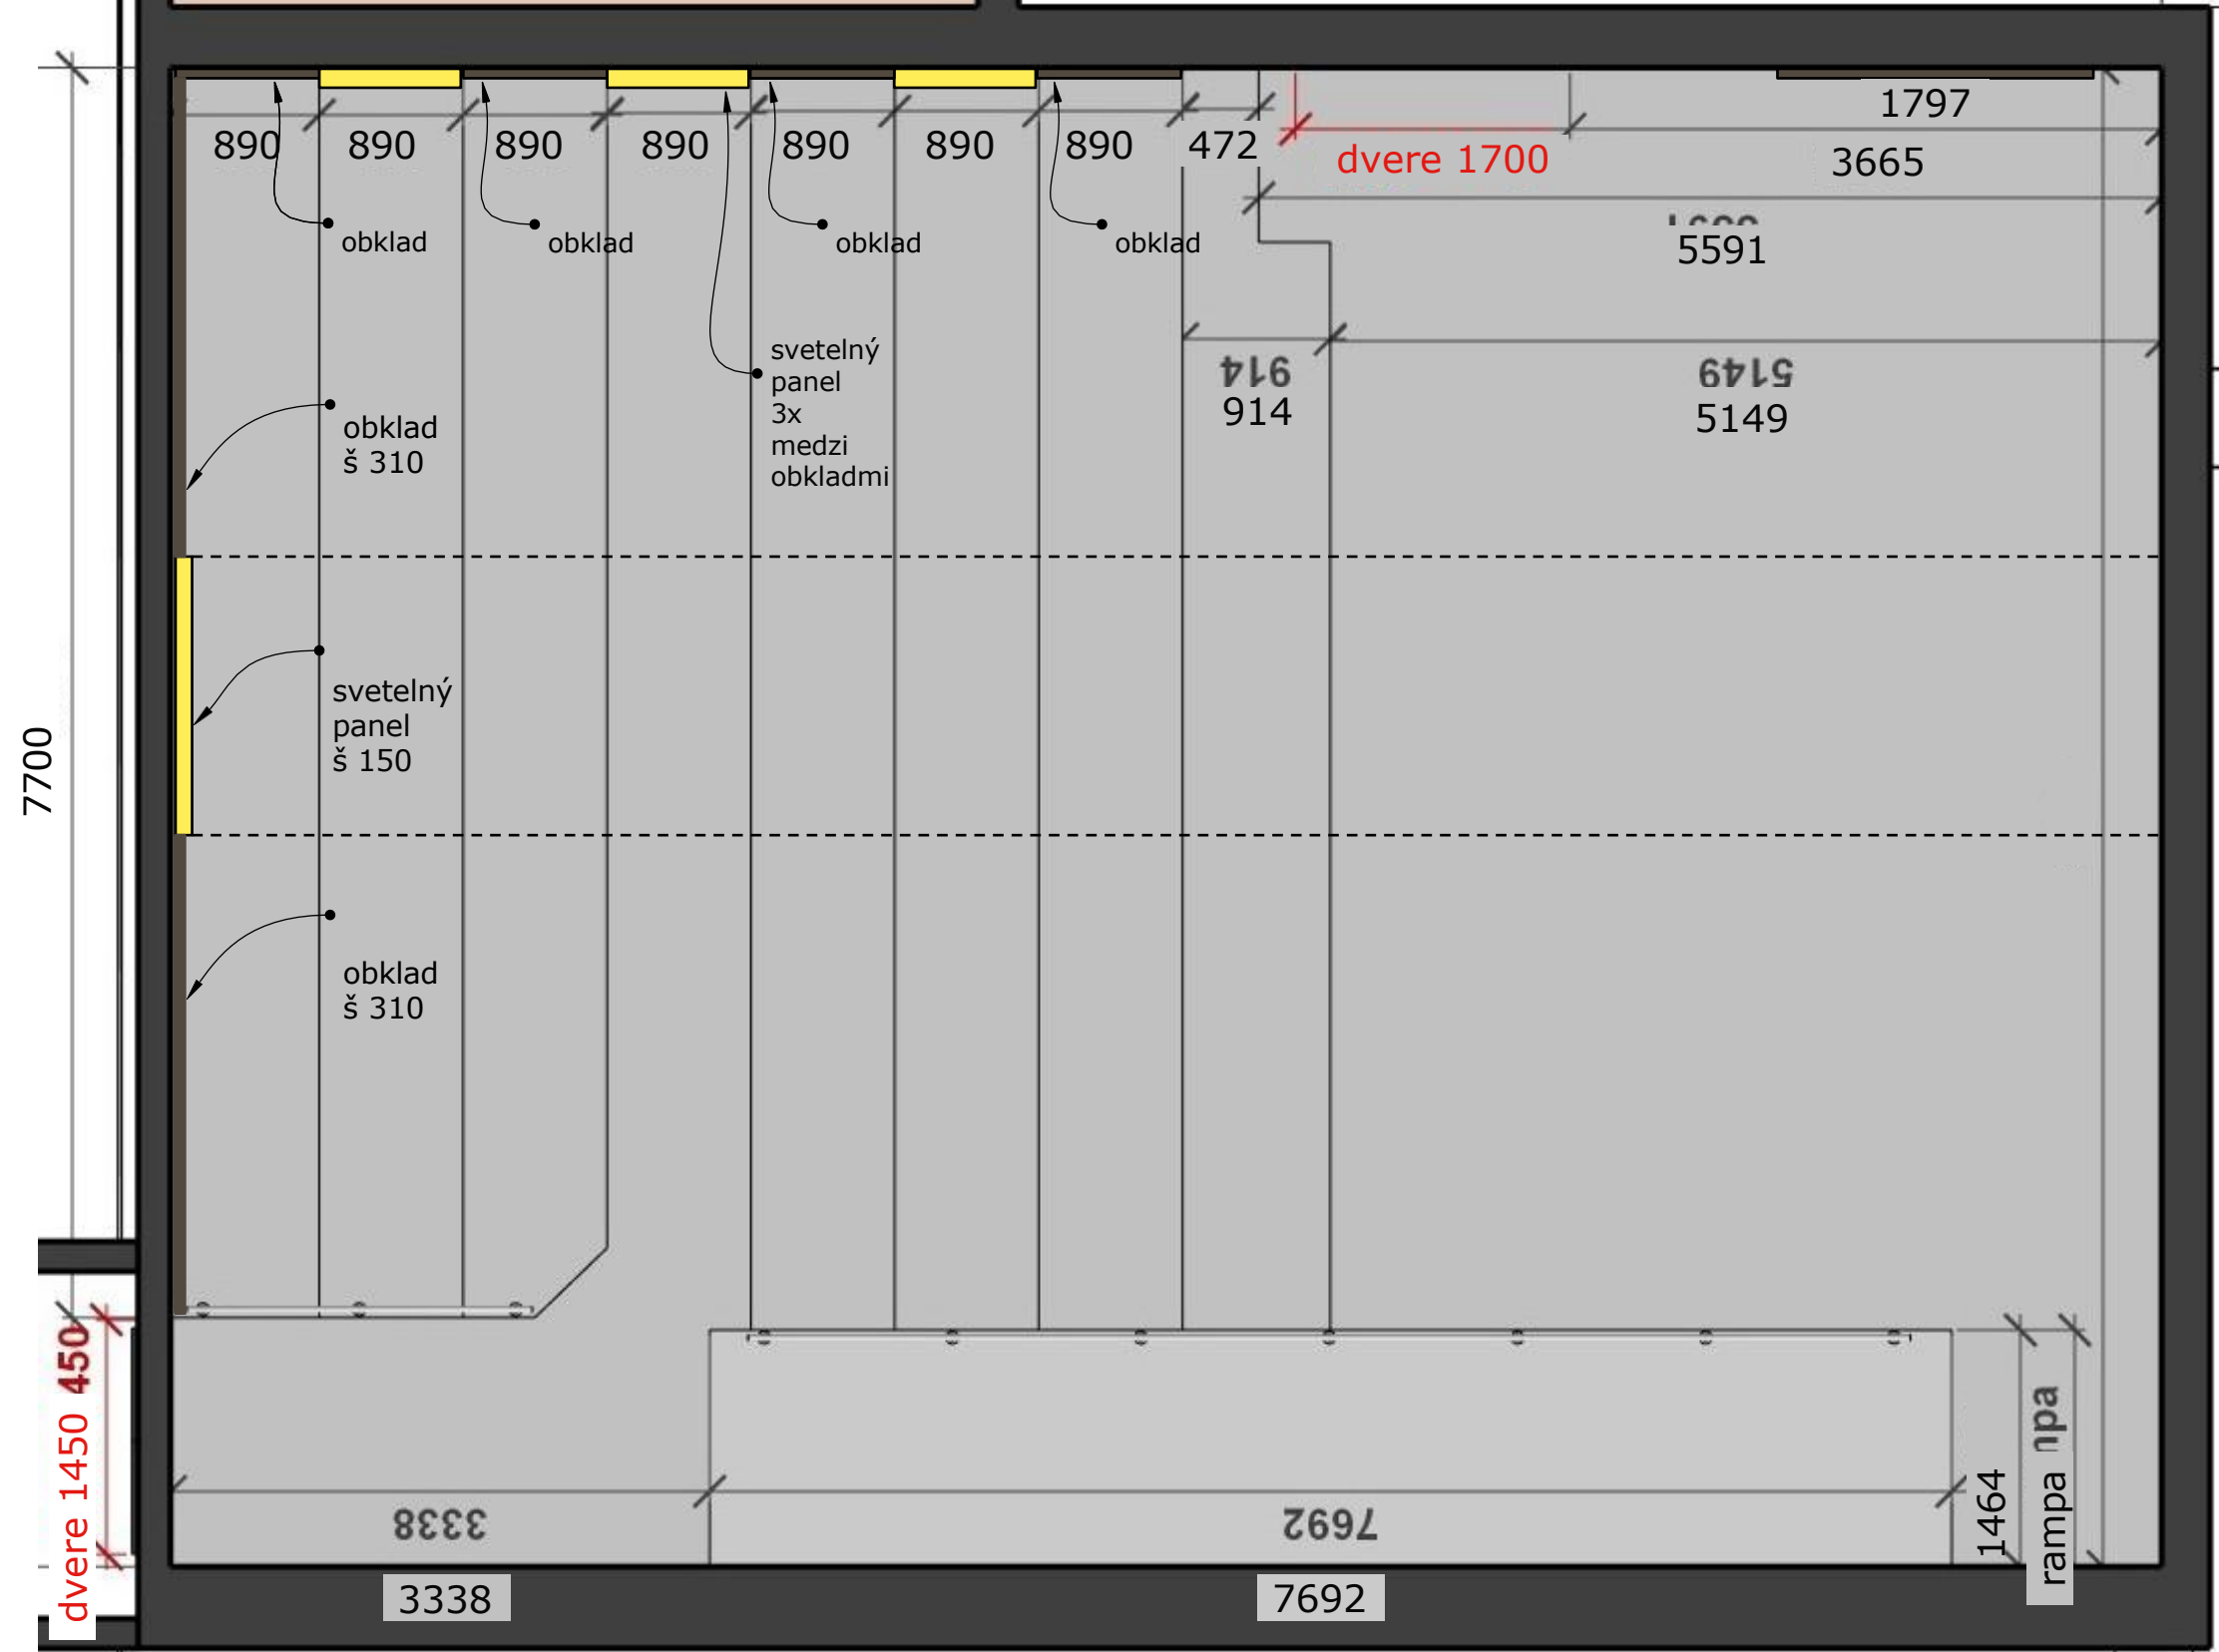 1797
890 890 890 890 890 890 890 472
dvere 1700
3665
obklad
obklad
obklad
obklad
5591
svetelný
panel
3x
medzi
obkladmi
914
5149
914
5149
obklad
š 310
svetelný
panel
š 150
7700
obklad
š 310
450
dvere 1450
1464
rampa
3338
7692
3338
7692